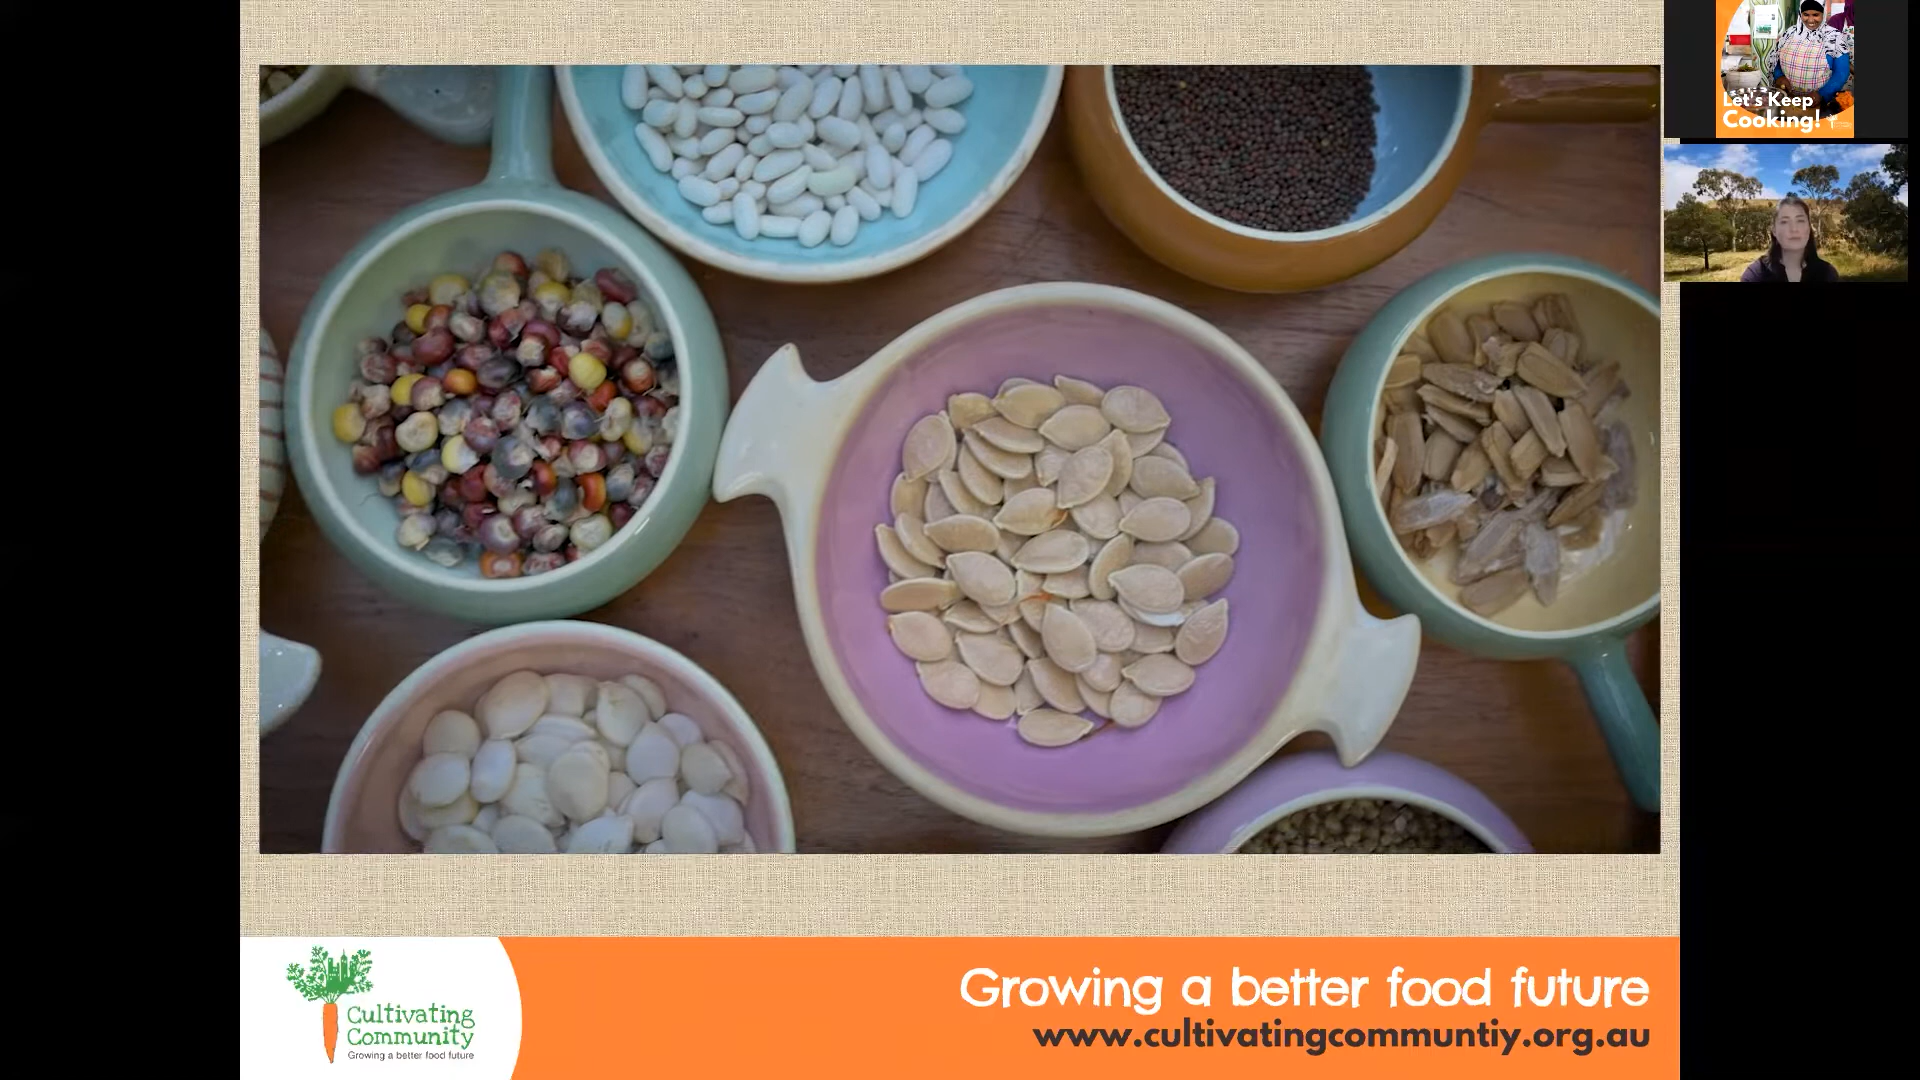 Let's Keep
Cooking!
Cultivating
Community
Growing a better food future
Growing a better food future
www.cultivatingcommuntiy.org.au